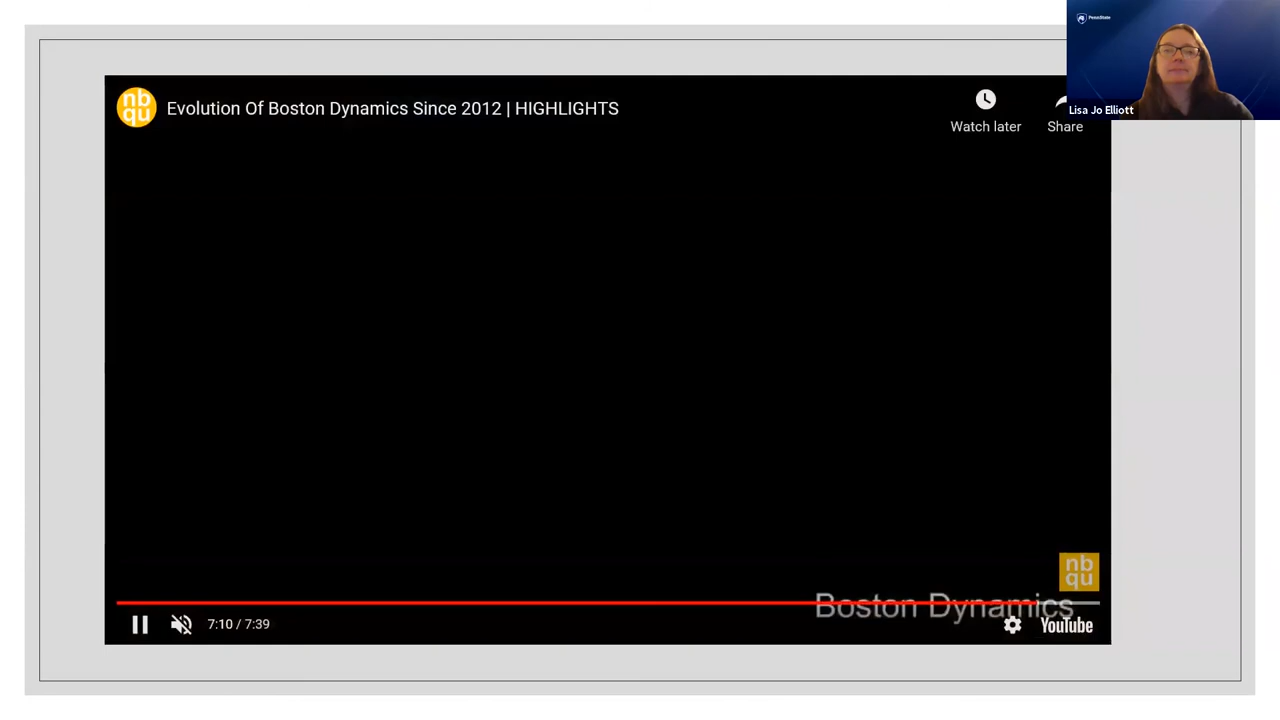 PennState
Lisa Jo Elliott
nb
qu
Evolution Of Boston Dynamics Since 2012 | HIGHLIGHTS
Watch later
Share
nb
qu
Boston Dynamics
7:10 / 7:39
YouTube